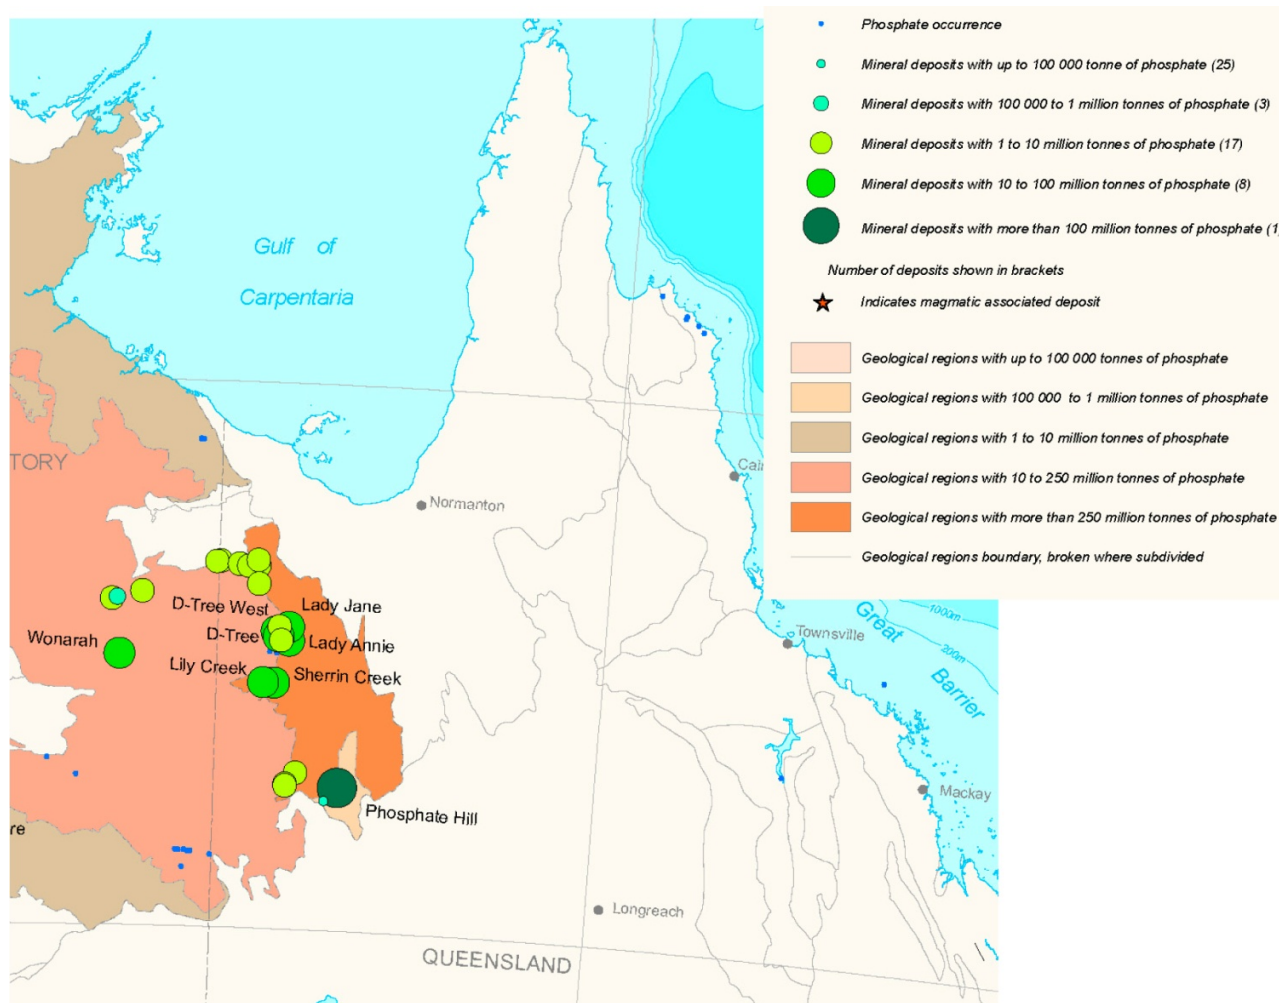 Phosphate occurrence
Mineral deposits with up to 100 000 tonne of phosphate (25)
Mineral deposits with 100 000 to 1 million tonnes of phosphate (3)
Mineral deposits with 1 to 10 million tonnes of phosphate (17)
Mineral deposits with 10 to 100 million tonnes of phosphate (8)
Mineral deposits with more than 100 million tonnes of phosphate (1
Number of deposits shown in brackets
Indicates magmatic associated deposit
Geological regions with up to 100 000 tonnes of phosphate
Geological regions with 100 000 to 1 million tonnes of phosphate
Geological regions with 1 to 10 million tonnes of phosphate
Geological regions with 10 to 250 million tonnes of phosphate
Geological regions with more than 250 million tonnes of phosphate
Geological regions boundary, broken where subdivided
Gulf of
Carpentaria
TORY
Cair
Normanton
D-Tree West
Lady Jane
D-Tree
Lady Annie
Wonarah
Lily Creek
Sherrin Creek
Phosphate Hill
re
1000m
200m
Great
Barrier
Townsville
Mackay
Longreach
QUEENSLAND